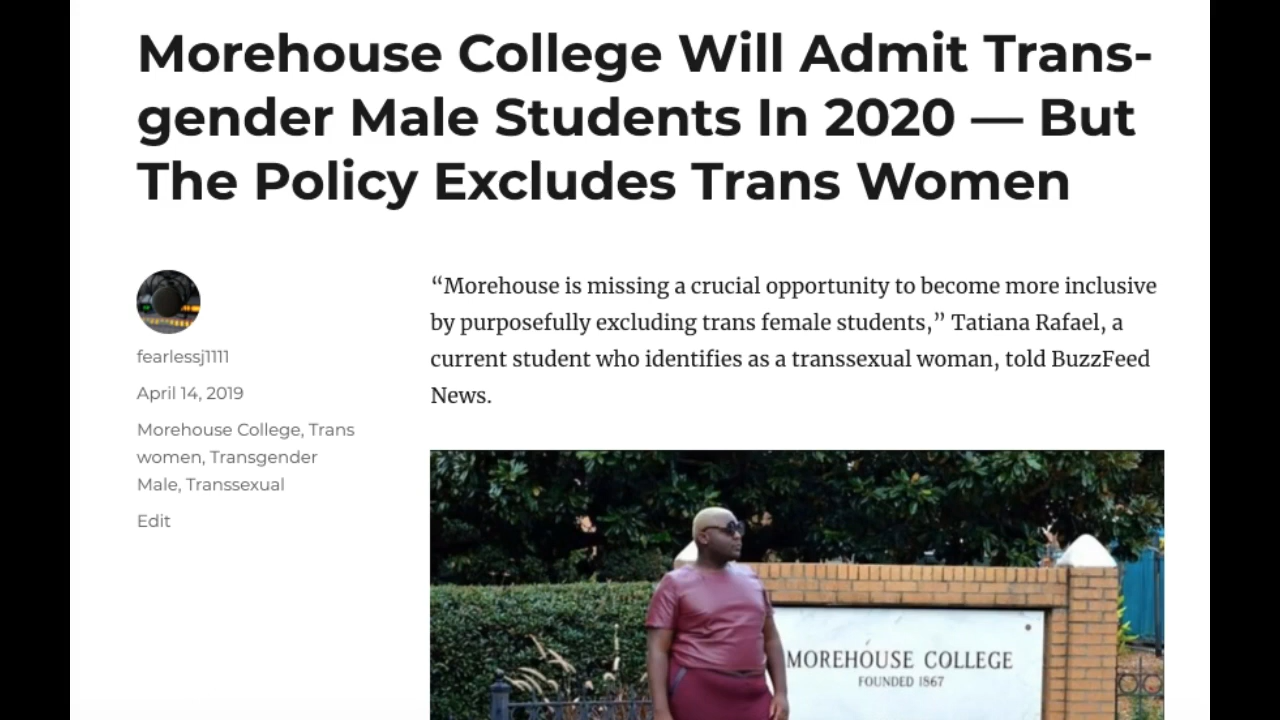 Morehouse College Will Admit Trans-
gender Male Students In 2020 — But
The Policy Excludes Trans Women
fearlessj1111
April 14, 2019
Morehouse College, Trans
women, Transgender
Male, Transsexual
Edit
“Morehouse is missing a crucial opportunity to become more inclusive
by purposefully excluding trans female students,” Tatiana Rafael, a
current student who identifies as a transsexual woman, told BuzzFeed
News.
MOREHOUSE COLLEGE
FOUNDED 1867